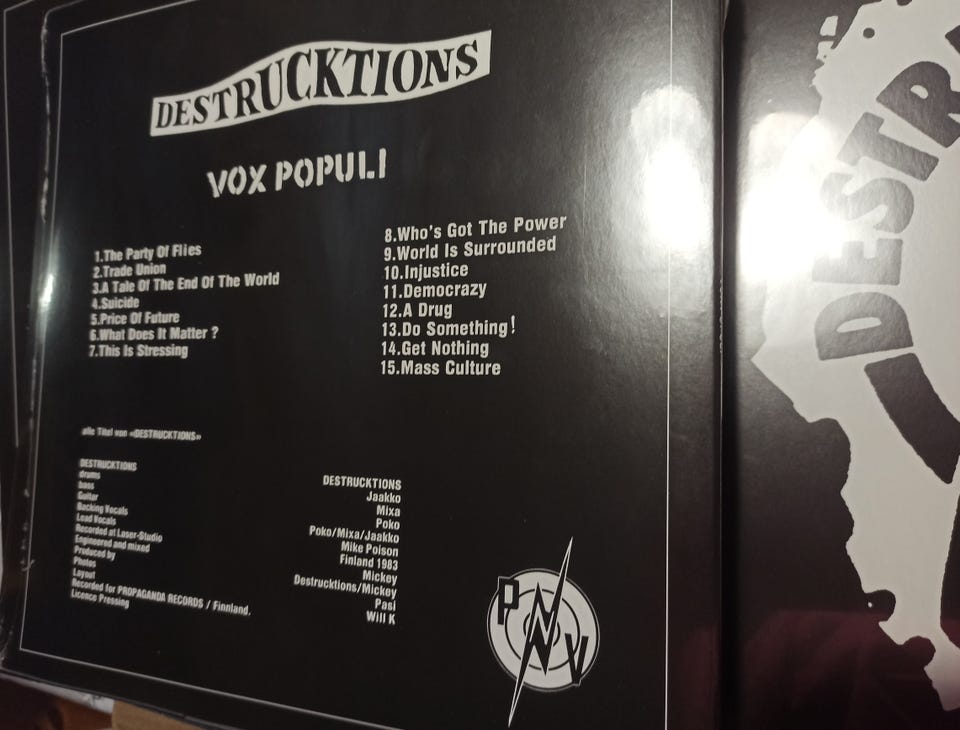 DESTRUCKTIONS
VOX POPULI
1.The Party Of Flies
2.Trade Union
3.A Tale Of The End Of The World
4.Suicide
5.Price Of Future
6.What Does It Matter ?
7.This Is Stressing
8.Who's Got The Power
9.World Is Surrounded
10.Injustice
11.Democrazy
12.A Drug
13.Do Something!
14.Get Nothing
15.Mass Culture
alle Titel von «DESTRUCKTIONS»
DESTRUCKTIONS
drums
bass
Guitar
Backing Vocals
Lead Vocals
Recorded at Laser-Studio
Engineered and mixed
Produced by
Photos
Layout
Recorded for PROPAGANDA RECORDS / Finnland.
Licence Pressing
DESTRUCKTIONS
Jaakko
Mixa
Poko
Poko/Mixa/Jaakko
Mike Poison
Finland 1983
Mickey
Destrucktions/Mickey
Pasi
Will K
P N V
DESTR